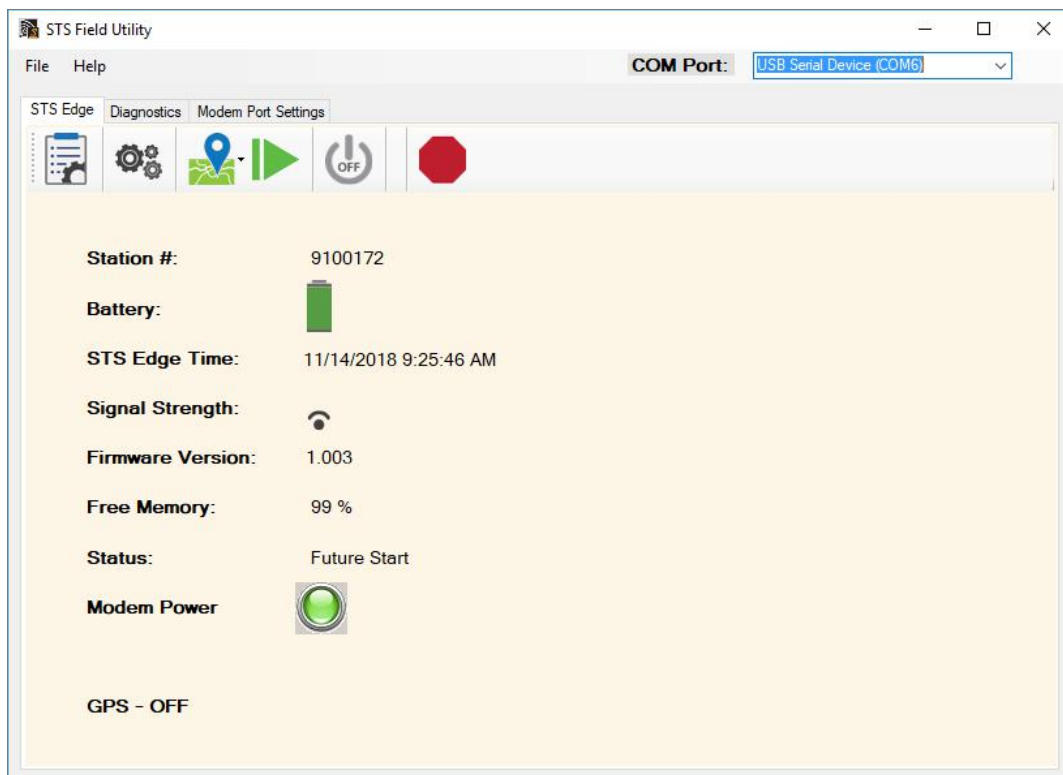 STS Field Utility
File Help COM Port: USB Serial Device (COM6)
STS Edge Diagnostics Modem Port Settings
OFF
Station #: 9100172
Battery:
STS Edge Time: 11/14/2018 9:25:46 AM
Signal Strength:
Firmware Version: 1.003
Free Memory: 99 %
Status: Future Start
Modem Power
GPS - OFF